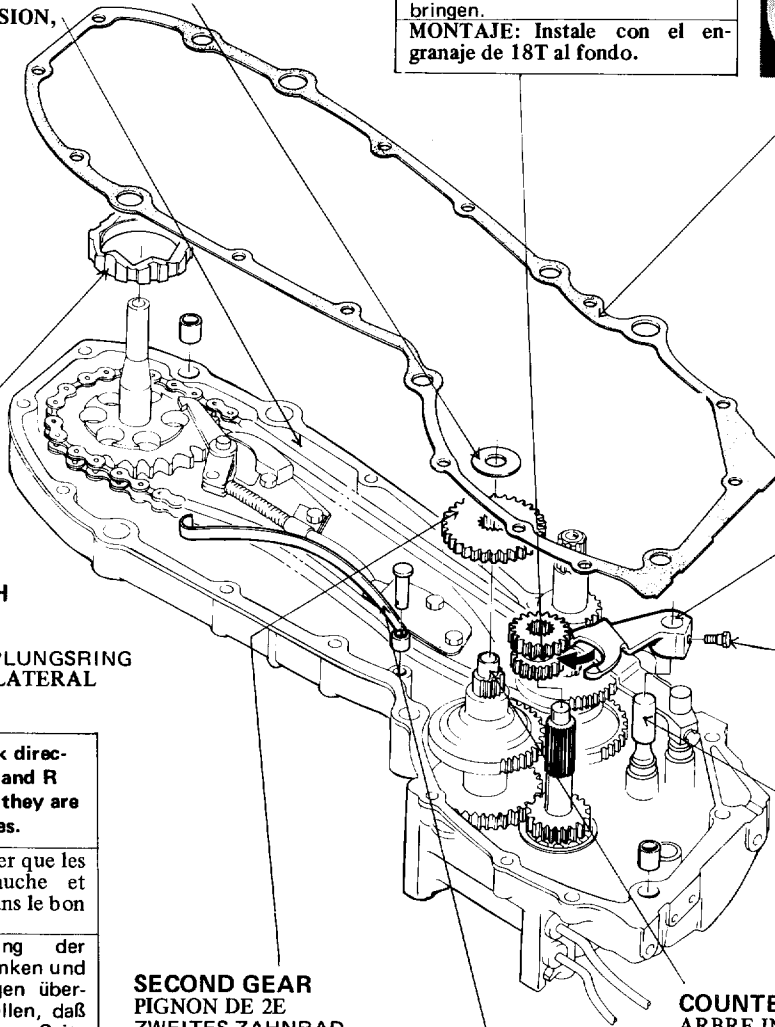 SION,
bringen.
MONTAJE: Instale con el en-
granaje de 18T al fondo.
H
PLUNGSRING
LATERAL
k direc-
and R
they are
es.
er que les
auche et
ns le bon
ng der
nken und
gen über-
llen, daß
SECOND GEAR
PIGNON DE 2E
ZWEITES ZAHNRAD
COUNTE
ARBRE IN